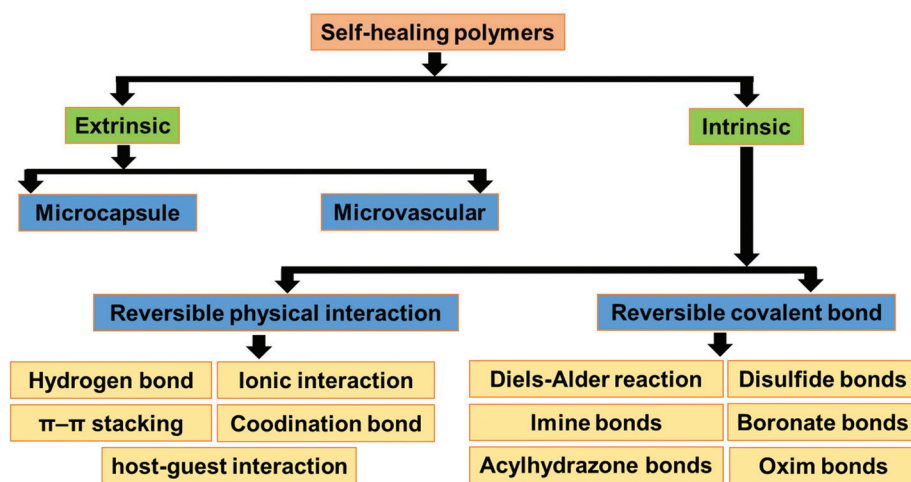 Self-healing polymers
Extrinsic
Intrinsic
Microcapsule
Microvascular
Reversible physical interaction
Reversible covalent bond
Hydrogen bond
Ionic interaction
π–π stacking
Coodination bond
host-guest interaction
Diels-Alder reaction
Disulfide bonds
Imine bonds
Boronate bonds
Acylhydrazone bonds
Oxim bonds